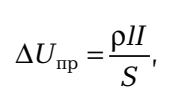 ΔU_пр = ρlI/S,